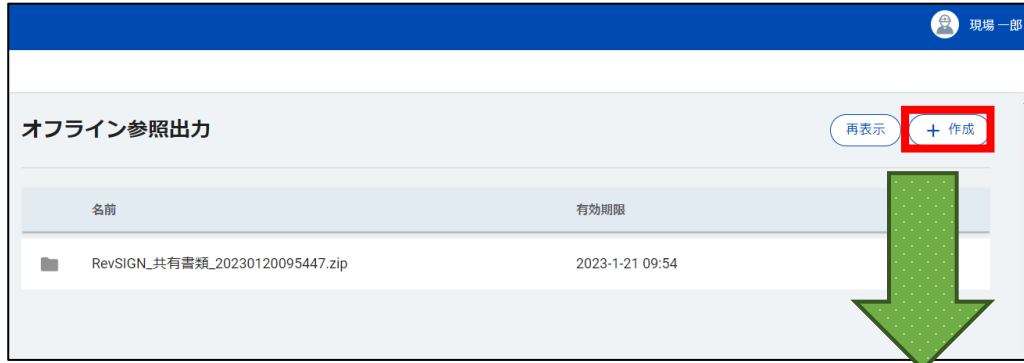 現場 一郎
オフライン参照出力
再表示
+ 作成
名前 有効期限
RevSIGN_共有書類_20230120095447.zip 2023-1-21 09:54